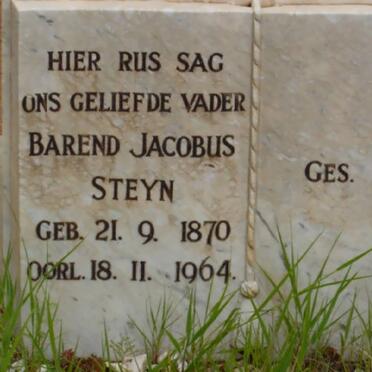 HIER RUS SAG
ONS GELIEFDE VADER
BAREND JACOBUS
STEYN
GEB. 21. 9. 1870
OORL. 18. 11. 1964.
GES.